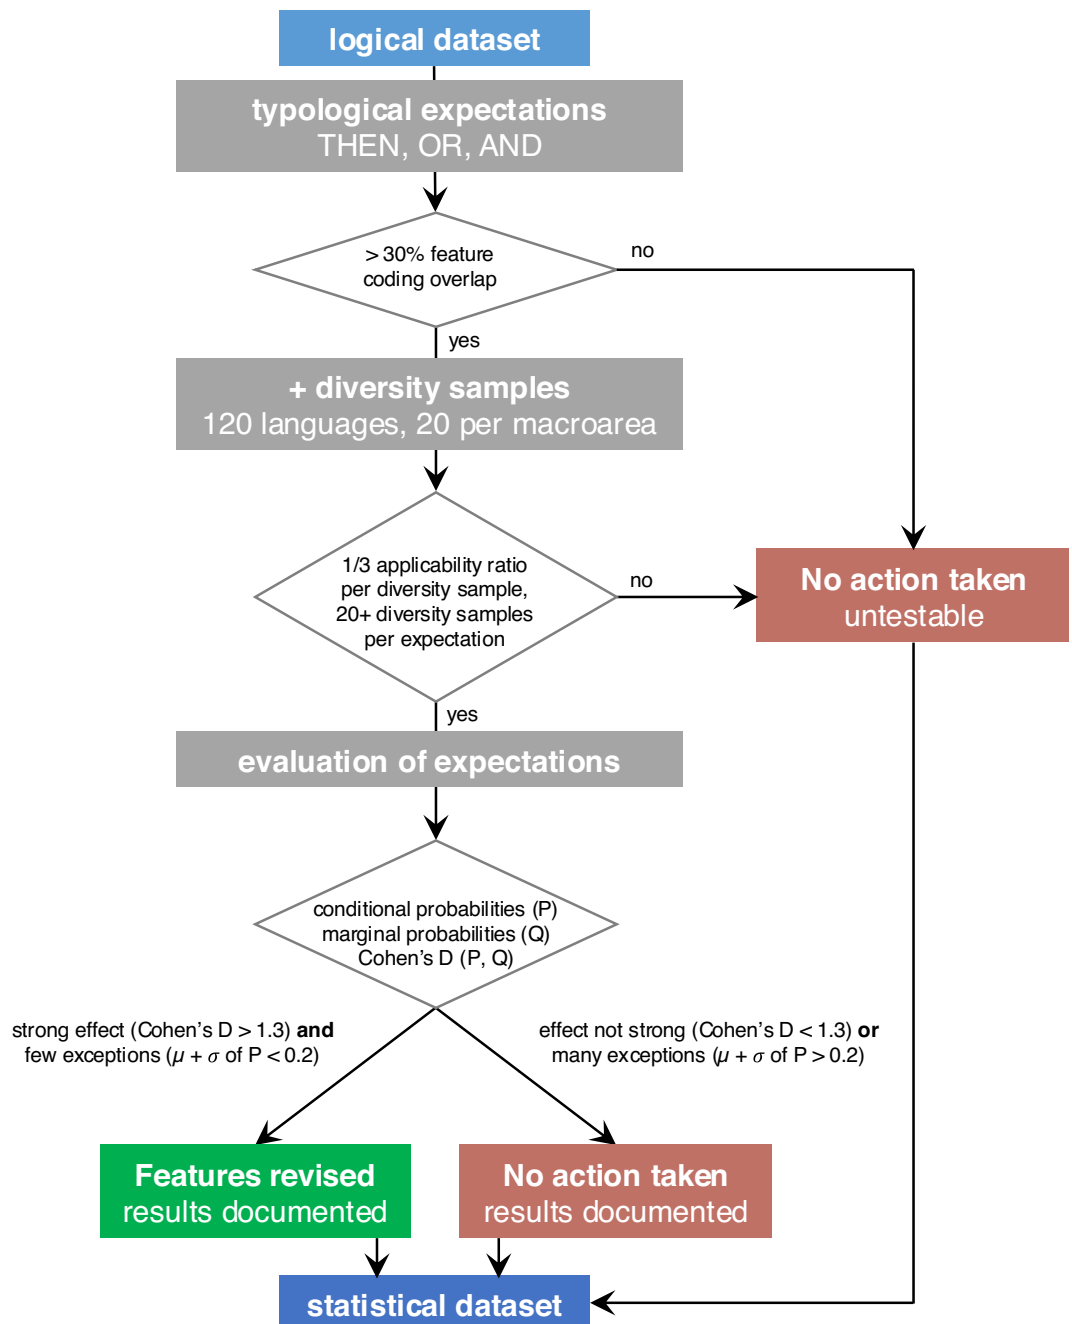 logical dataset
typological expectations
THEN, OR, AND
> 30% feature
coding overlap
no
yes
+ diversity samples
120 languages, 20 per macroarea
1/3 applicability ratio
per diversity sample,
20+ diversity samples
per expectation
no
No action taken
untestable
yes
evaluation of expectations
conditional probabilities (P)
marginal probabilities (Q)
Cohen's D (P, Q)
strong effect (Cohen's D > 1.3) and
few exceptions (μ + σ of P < 0.2)
effect not strong (Cohen's D < 1.3) or
many exceptions (μ + σ of P > 0.2)
Features revised
results documented
No action taken
results documented
statistical dataset